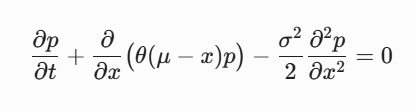 ∂p/∂t + ∂/∂x (θ(μ − x)p) − σ²/2 ∂²p/∂x² = 0